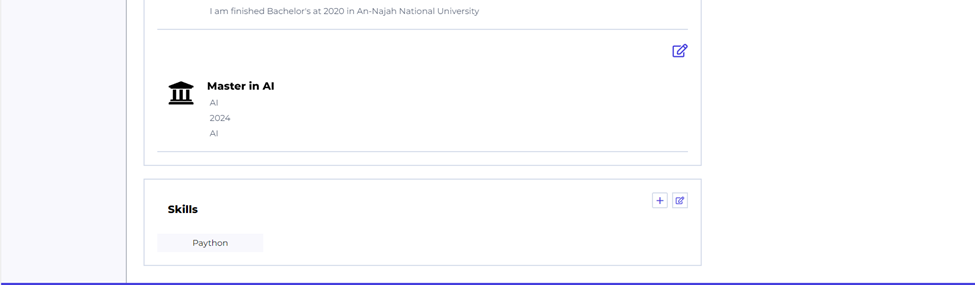 I am finished Bachelor's at 2020 in An-Najah National University
Master in AI
AI
2024
AI
Skills
Paython